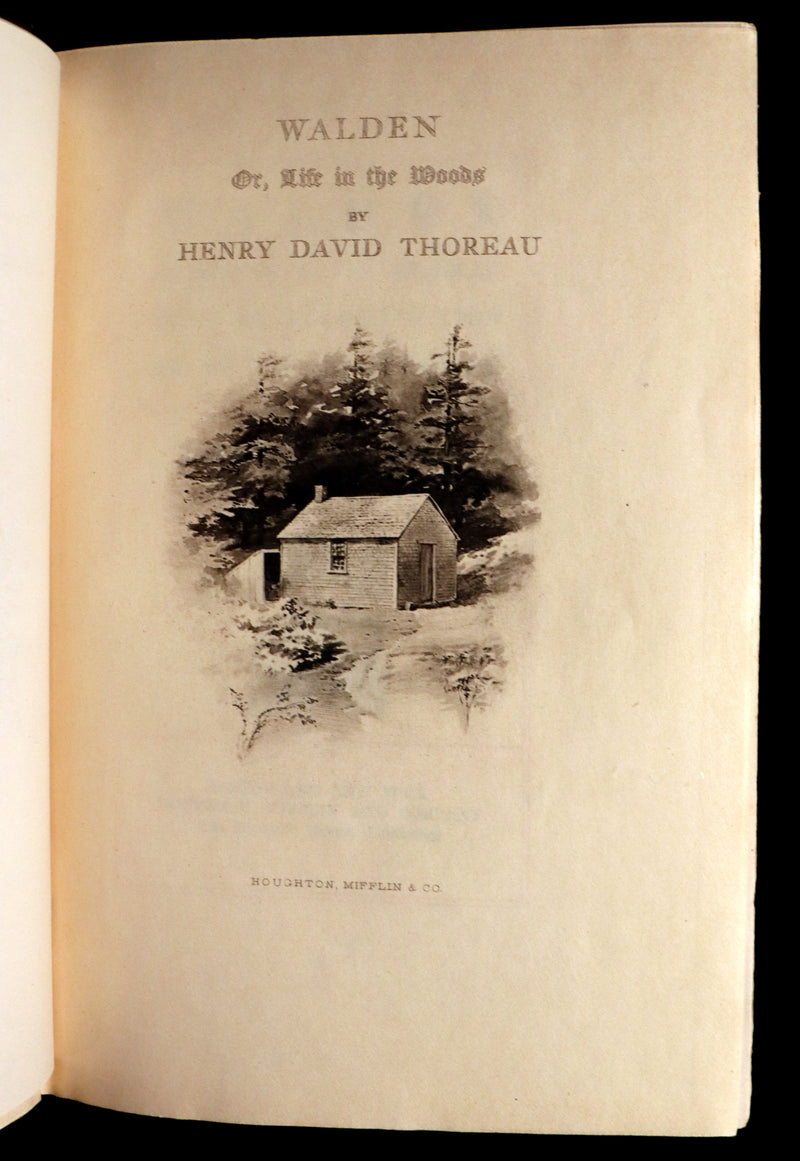 WALDEN
Or, Life in the Woods
BY
HENRY DAVID THOREAU
HOUGHTON, MIFFLIN & CO.